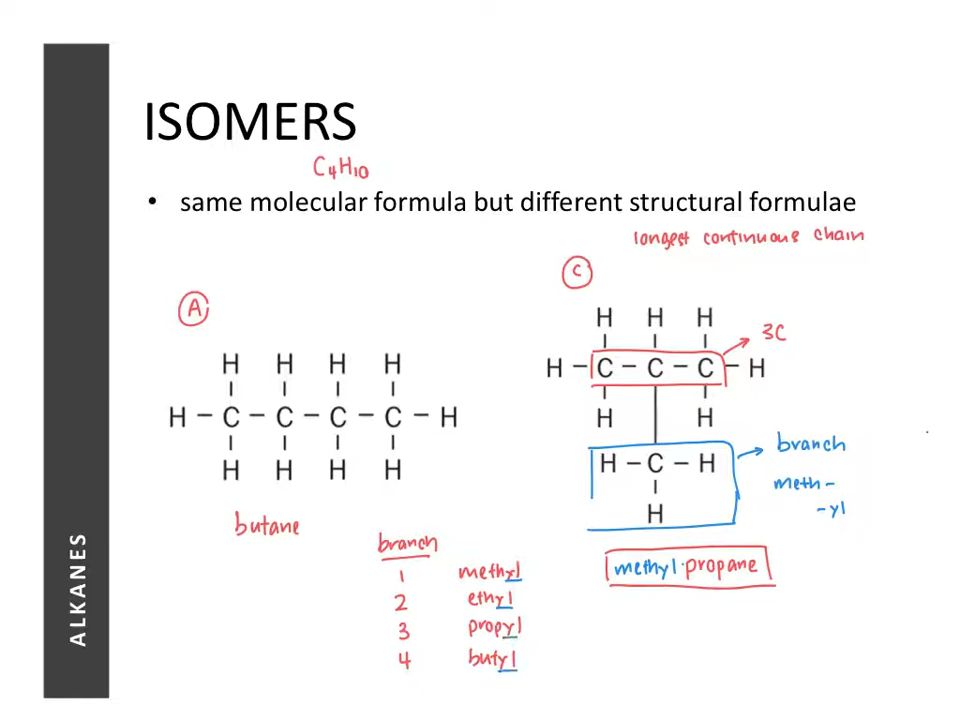 ISOMERS
C₄H₁₀
• same molecular formula but different structural formulae
longest continuous chain
C
A
H H H
3C
H – C – C – C – H
H H
H H H H
H – C – C – C – C – H
H H H H
branch
H – C – H
meth -
- yl
H
butane
branch
methyl·propane
1 methyl
2 ethyl
3 propyl
4 butyl
ALKANES